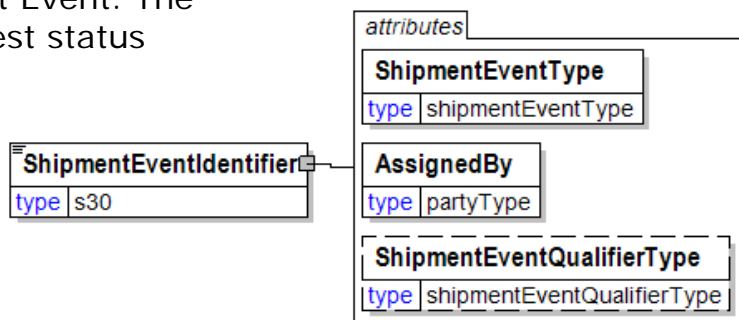 t Event. The
est status
attributes
ShipmentEventType
type shipmentEventType
ShipmentEventIdentifier
type s30
AssignedBy
type partyType
ShipmentEventQualifierType
type shipmentEventQualifierType